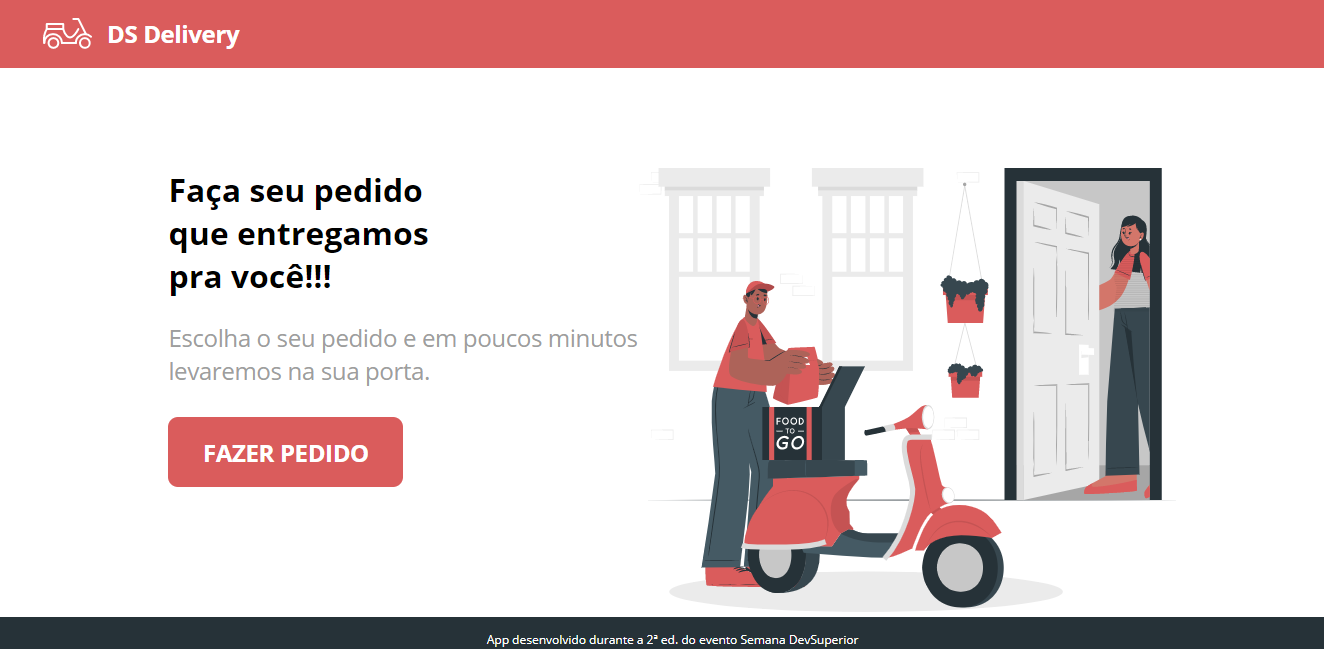 DS Delivery
Faça seu pedido
que entregamos
pra você!!!
Escolha o seu pedido e em poucos minutos
levaremos na sua porta.
FAZER PEDIDO
FOOD
TO
GO
App desenvolvido durante a 2ª ed. do evento Semana DevSuperior